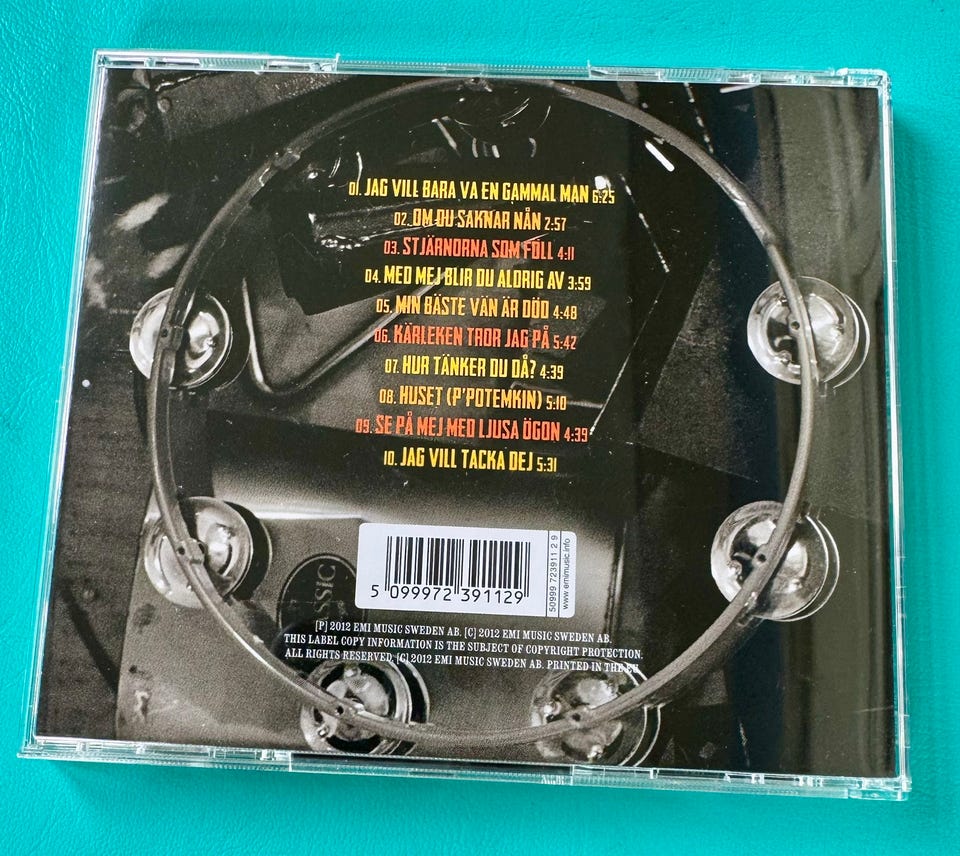 01. JAG VILL BARA VA EN GAMMAL MAN 6:25
02. OM DU SAKNAR NÅN 2:57
03. STJÄRNORNA SOM FÖLL 4:11
04. MED MEJ BLIR DU ALDRIG AV 3:59
05. MIN BÄSTE VÄN ÄR DÖD 4:48
06. KÄRLEKEN TROR JAG PÅ 5:42
07. HUR TÄNKER DU DÅ? 4:39
08. HUSET (P'POTEMKIN) 5:10
09. SE PÅ MEJ MED LJUSA ÖGON 4:39
10. JAG VILL TACKA DEJ 5:31
5 099972 391129
50999 723911 2 9
www.emimusic.info
[P] 2012 EMI MUSIC SWEDEN AB. [C] 2012 EMI MUSIC SWEDEN AB.
THIS LABEL COPY INFORMATION IS THE SUBJECT OF COPYRIGHT PROTECTION.
ALL RIGHTS RESERVED. [C] 2012 EMI MUSIC SWEDEN AB. PRINTED IN THE EU